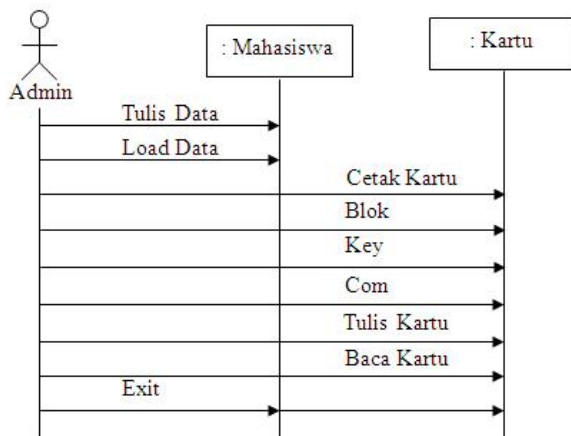 : Mahasiswa
: Kartu
Admin
Tulis Data
Load Data
Cetak Kartu
Blok
Key
Com
Tulis Kartu
Baca Kartu
Exit